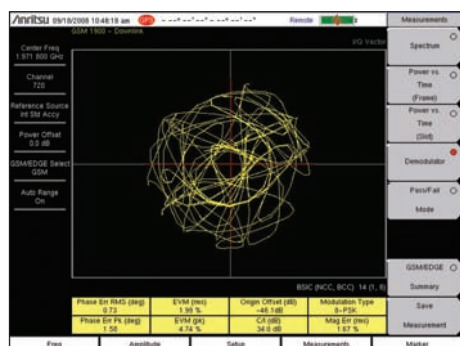 Anritsu 09/18/2008 10:48:18 am GPS Remote Measurements
GSM 1900 - Downlink
I/Q Vector
Center Freq
1.971 800 GHz
Channel
720
Reference Source
Int Std Accy
Power Offset
0.0 dB
GSM/EDGE Select
GSM
Auto Range
On
Spectrum
Power vs.
Time
(Frame)
Power vs.
Time
(Slot)
Demodulator
Pass/Fail
Mode
GSM/EDGE
Summary
Save
Measurement
BSIC (NCC, BCC) 14 (1, 6)
Phase Err RMS (deg) EVM (rms) Origin Offset (dB) Modulation Type
0.73 1.99 % -46.1dB 8-PSK
Phase Err Pk (deg) EVM (pk) C/I (dB) Mag Err (rms)
1.58 4.74 % 34.0 dB 1.67 %
Freq Amplitude Setup Measurements Marker